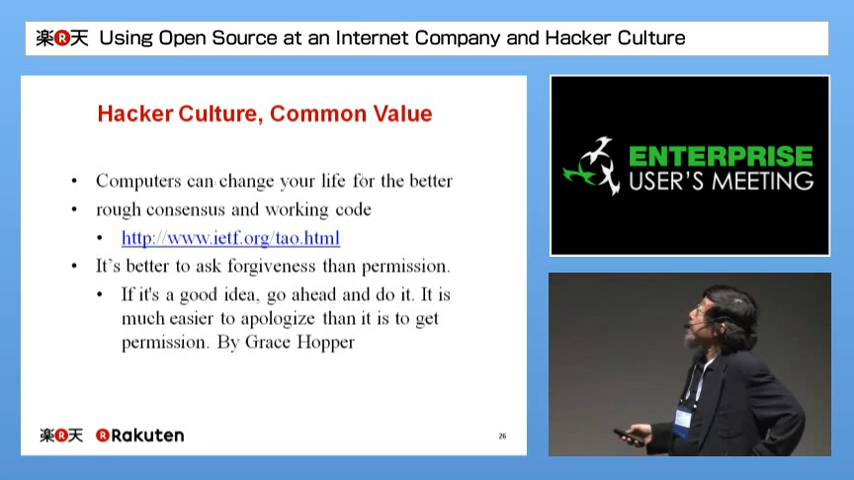 楽R天 Using Open Source at an Internet Company and Hacker Culture
Hacker Culture, Common Value
• Computers can change your life for the better
• rough consensus and working code
• http://www.ietf.org/tao.html
• It's better to ask forgiveness than permission.
• If it's a good idea, go ahead and do it. It is
much easier to apologize than it is to get
permission. By Grace Hopper
楽R天 R Rakuten
26
ENTERPRISE
USER'S MEETING